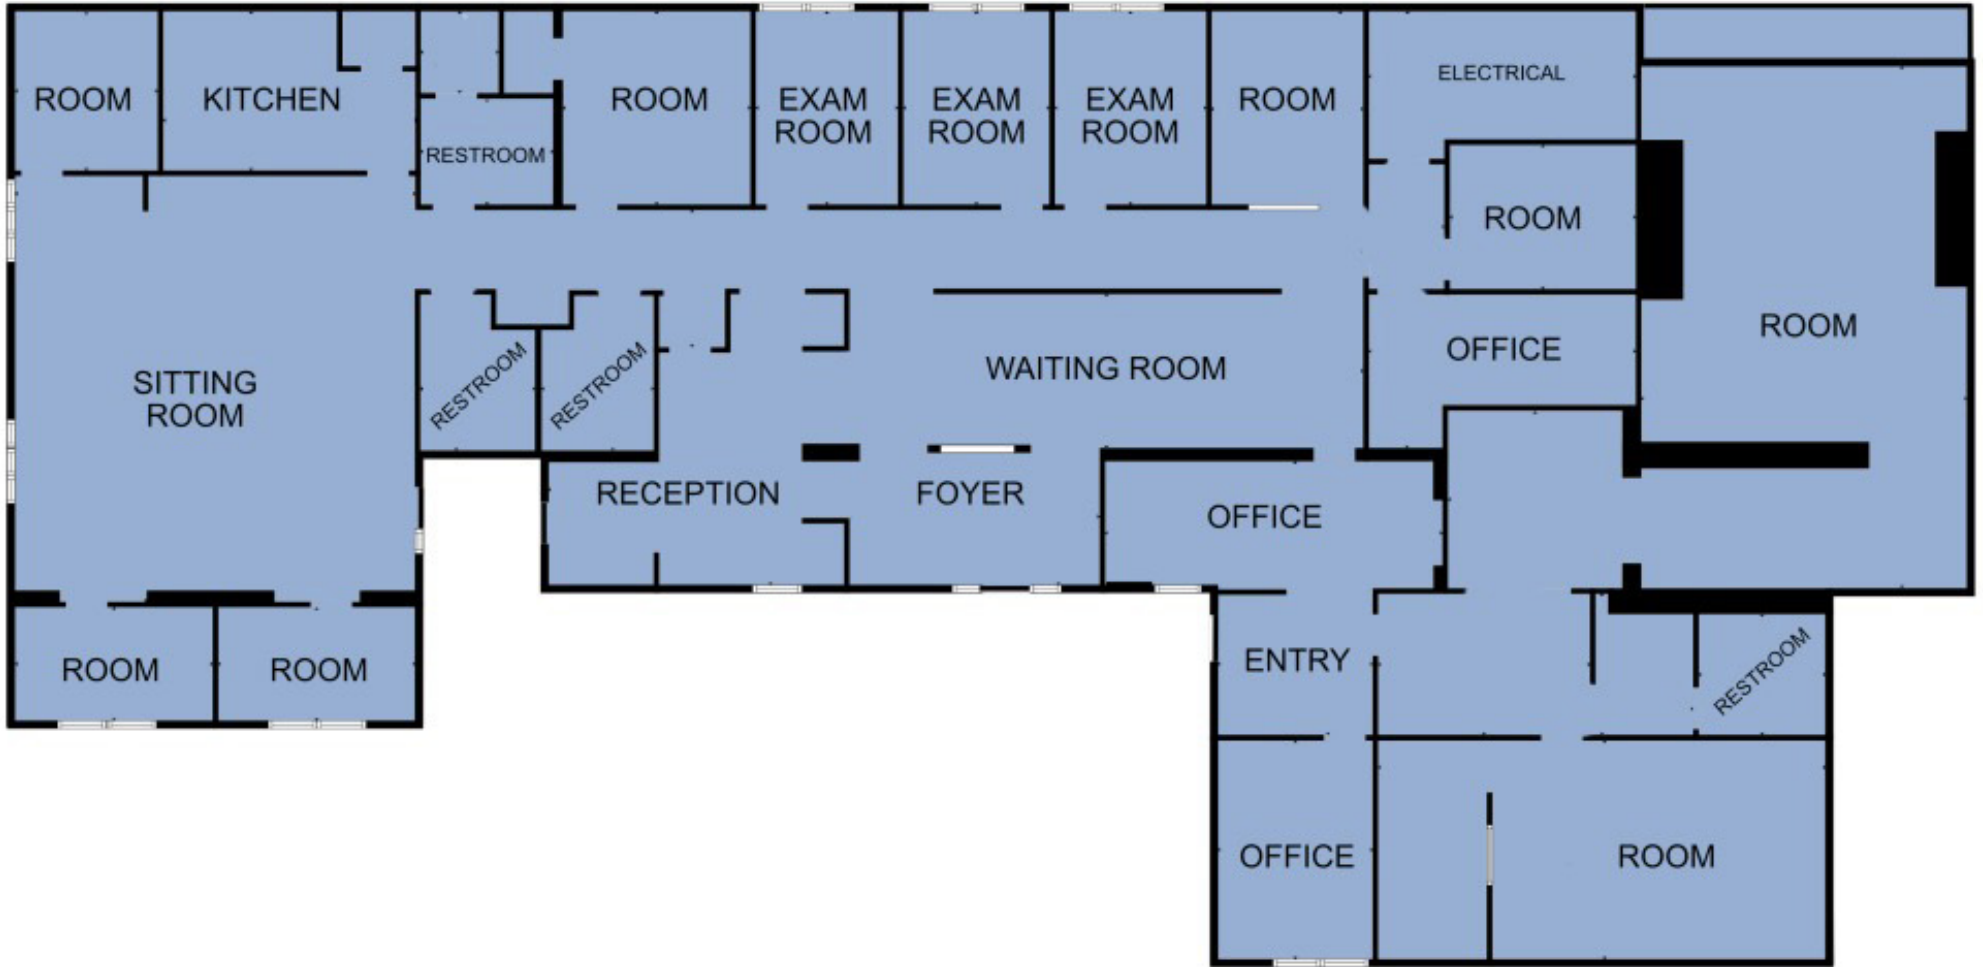 ELECTRICAL
ROOM
KITCHEN
ROOM
EXAM
ROOM
EXAM
ROOM
EXAM
ROOM
ROOM
RESTROOM
ROOM
ROOM
OFFICE
WAITING ROOM
SITTING
ROOM
RESTROOM
RESTROOM
RECEPTION
FOYER
OFFICE
ROOM
ROOM
ENTRY
RESTROOM
OFFICE
ROOM